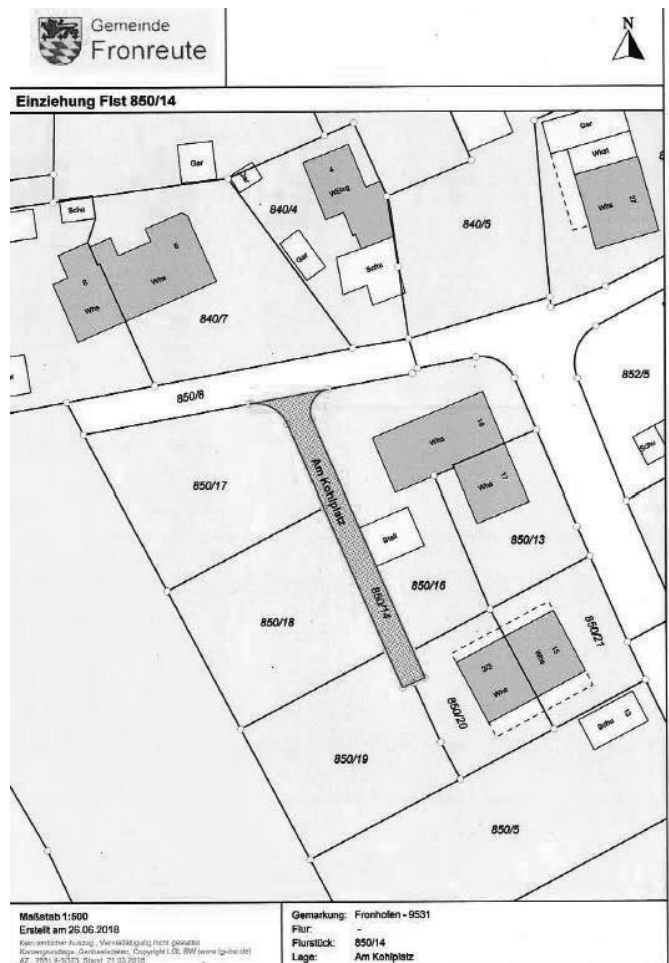 Gemeinde
Fronreute
N
Einziehung Flst 850/14
Gar
Gar
4
Wkst
840/4
Whs
Schu
840/5
Gar
Schu
6
Whs
8
Whs
840/7
850/8
852/5
Whs
Schu
850/17
Am Kohlplatz
Whs
17
Stall
850/13
850/14
850/16
850/18
850/21
Whs
15
Whs
850/20
Schu
850/19
850/5
Maßstab 1:500
Erstellt am 26.06.2018
Gemarkung: Fronhofen - 9531
Flur: -
Flurstück: 850/14
Lage: Am Kohlplatz